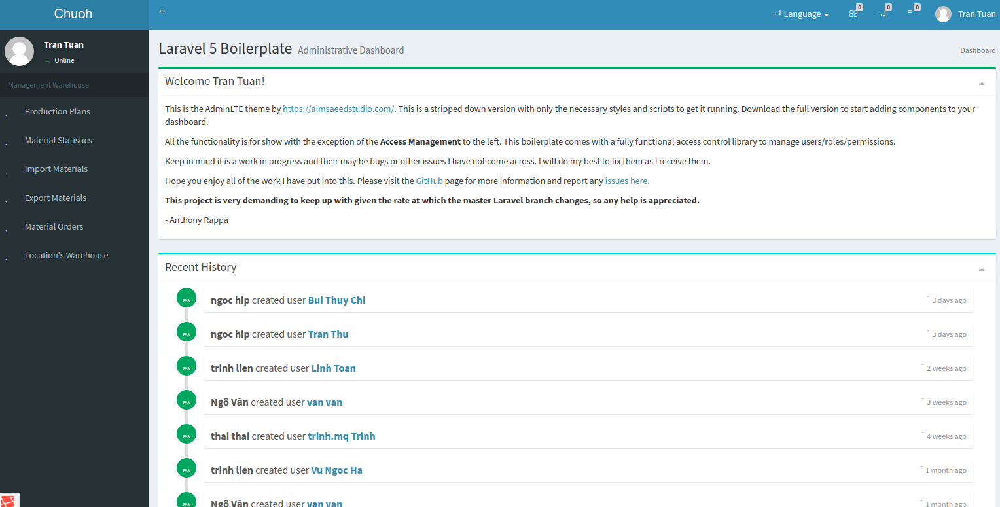 Chuoh
Language
0
0
0
Tran Tuan
Tran Tuan
Online
Management Warehouse
Production Plans
Material Statistics
Import Materials
Export Materials
Material Orders
Location's Warehouse
Laravel 5 Boilerplate Administrative Dashboard
Dashboard
Welcome Tran Tuan!
This is the AdminLTE theme by https://almsaeedstudio.com/. This is a stripped down version with only the necessary styles and scripts to get it running. Download the full version to start adding components to your
dashboard.
All the functionality is for show with the exception of the Access Management to the left. This boilerplate comes with a fully functional access control library to manage users/roles/permissions.
Keep in mind it is a work in progress and their may be bugs or other issues I have not come across. I will do my best to fix them as I receive them.
Hope you enjoy all of the work I have put into this. Please visit the GitHub page for more information and report any issues here.
This project is very demanding to keep up with given the rate at which the master Laravel branch changes, so any help is appreciated.
- Anthony Rappa
Recent History
ngoc hip created user Bui Thuy Chi
3 days ago
ngoc hip created user Tran Thu
3 days ago
trinh lien created user Linh Toan
2 weeks ago
Ngô Văn created user van van
3 weeks ago
thai thai created user trinh.mq Trinh
4 weeks ago
trinh lien created user Vu Ngoc Ha
1 month ago
Ngô Văn created user van van
1 month ago